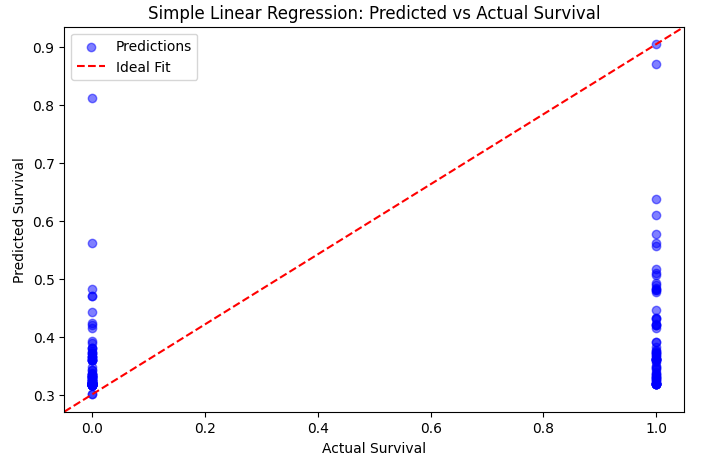 Simple Linear Regression: Predicted vs Actual Survival
Predictions
Ideal Fit
Predicted Survival
0.9
0.8
0.7
0.6
0.5
0.4
0.3
0.0 0.2 0.4 0.6 0.8 1.0
Actual Survival